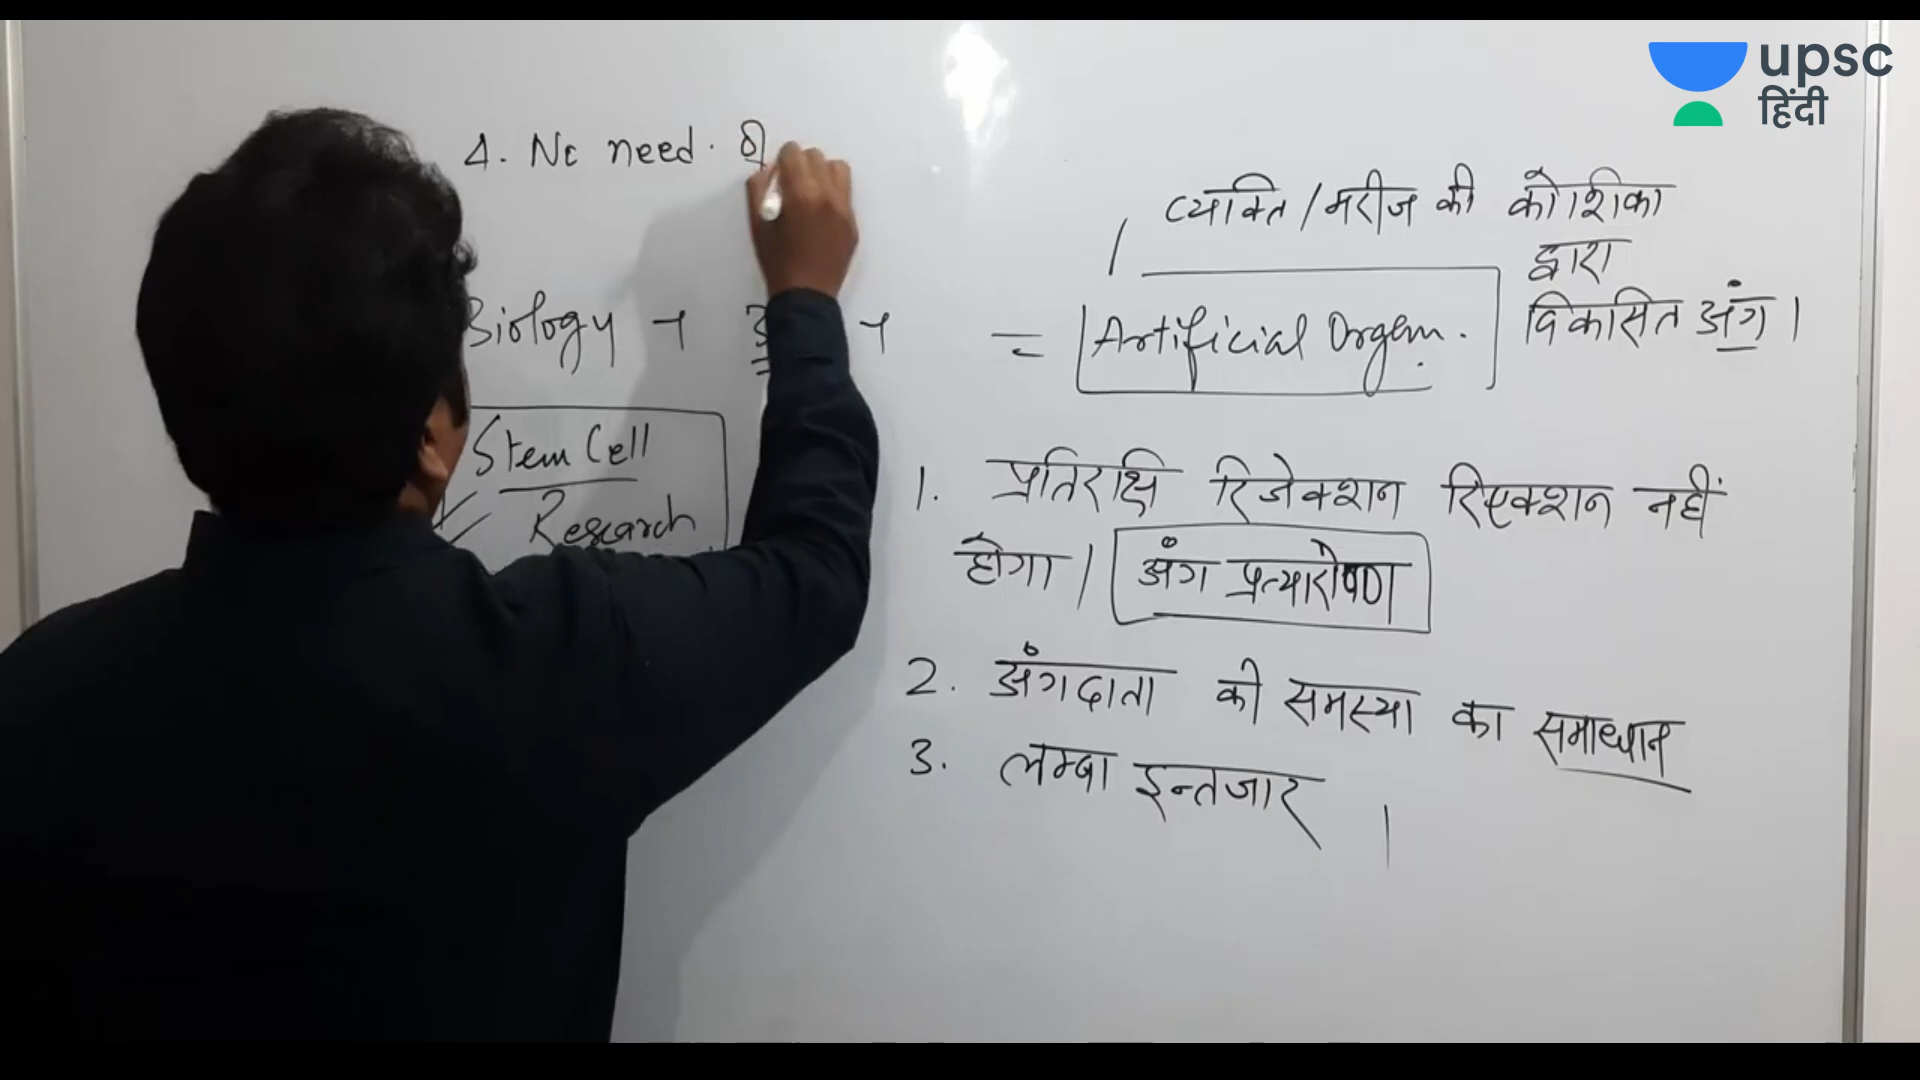 upsc
हिंदी
4. No need.
व्यक्ति / मरीज की कोशिका
द्वारा
विकसित अंग।
Biology + 3 + = Artificial Organ.
Stem Cell
Research
1. प्रतिरक्षि रिजेक्शन रिएक्शन नहीं
होगा। अंग प्रत्यारोपण
2. अंगदाता की समस्या का समाधान
3. लम्बा इन्तजार ।